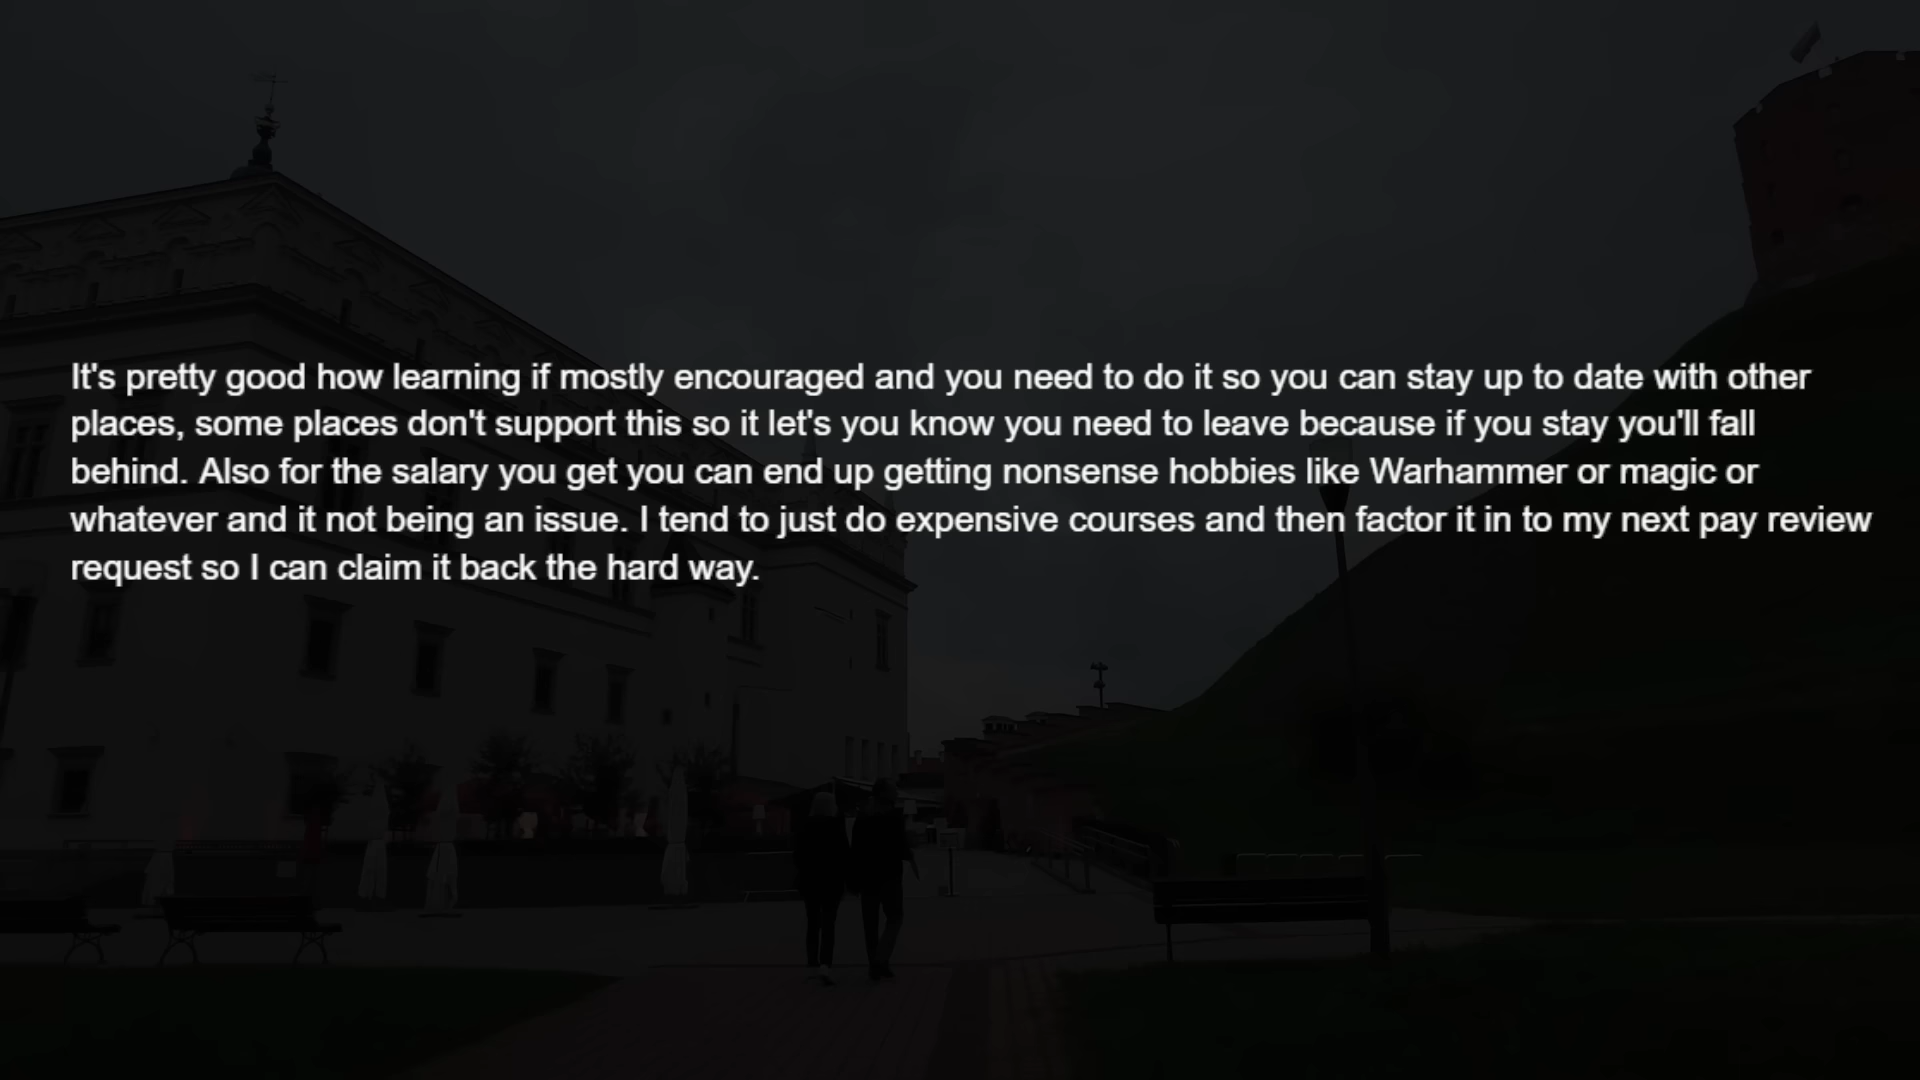 It's pretty good how learning if mostly encouraged and you need to do it so you can stay up to date with other
places, some places don't support this so it let's you know you need to leave because if you stay you'll fall
behind. Also for the salary you get you can end up getting nonsense hobbies like Warhammer or magic or
whatever and it not being an issue. I tend to just do expensive courses and then factor it in to my next pay review
request so I can claim it back the hard way.